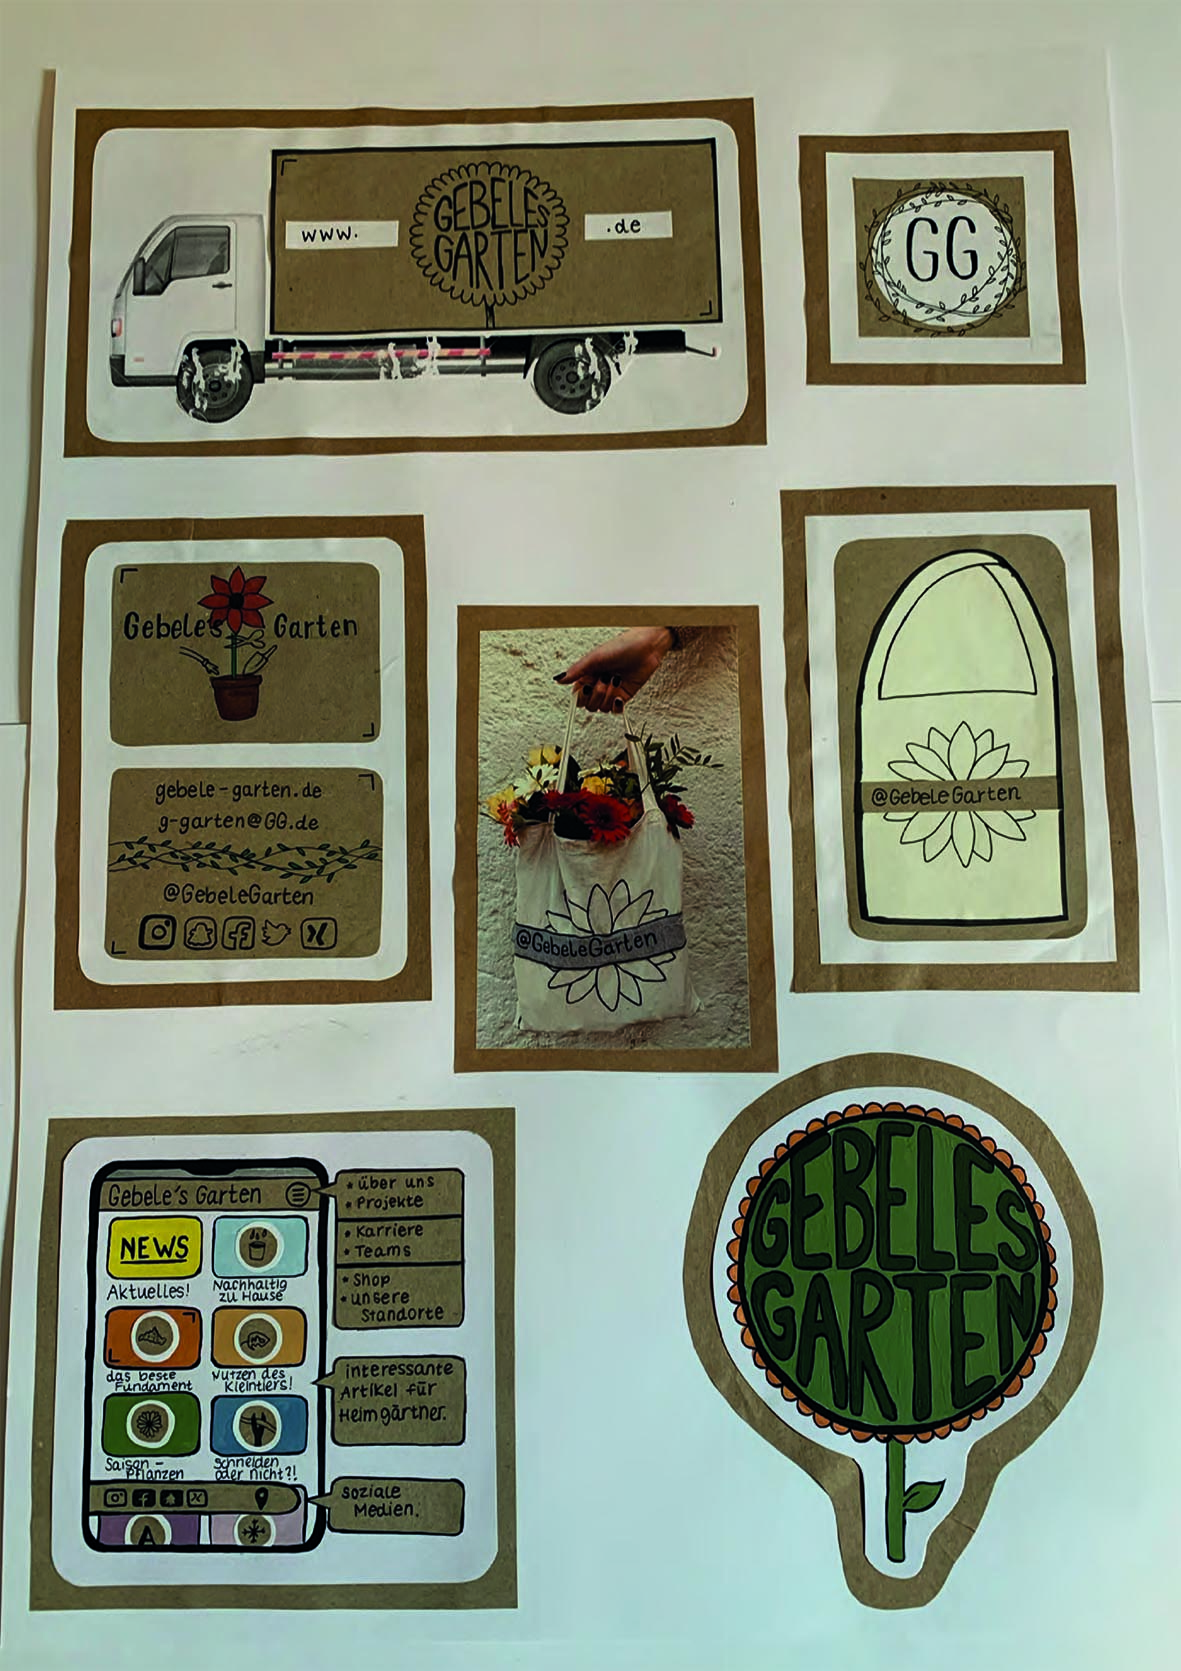 www.
GEBELES
GARTEN
.de
GG
Gebele's Garten
gebele-garten.de
g-garten@GG.de
@GebeleGarten
@GebeleGarten
@GebeleGarten
Gebele's Garten
NEWS
Aktuelles!
Nachhaltig
zu Hause
das beste
Fundament
Nutzen des
Kleintiers!
Saison-
Pflanzen
Schneiden
oder nicht?!
A
* über uns
* Projekte
* Karriere
* Teams
* Shop
* unsere
Standorte
interessante
Artikel für
Heimgärtner.
soziale
Medien.
GEBELES
GARTEN